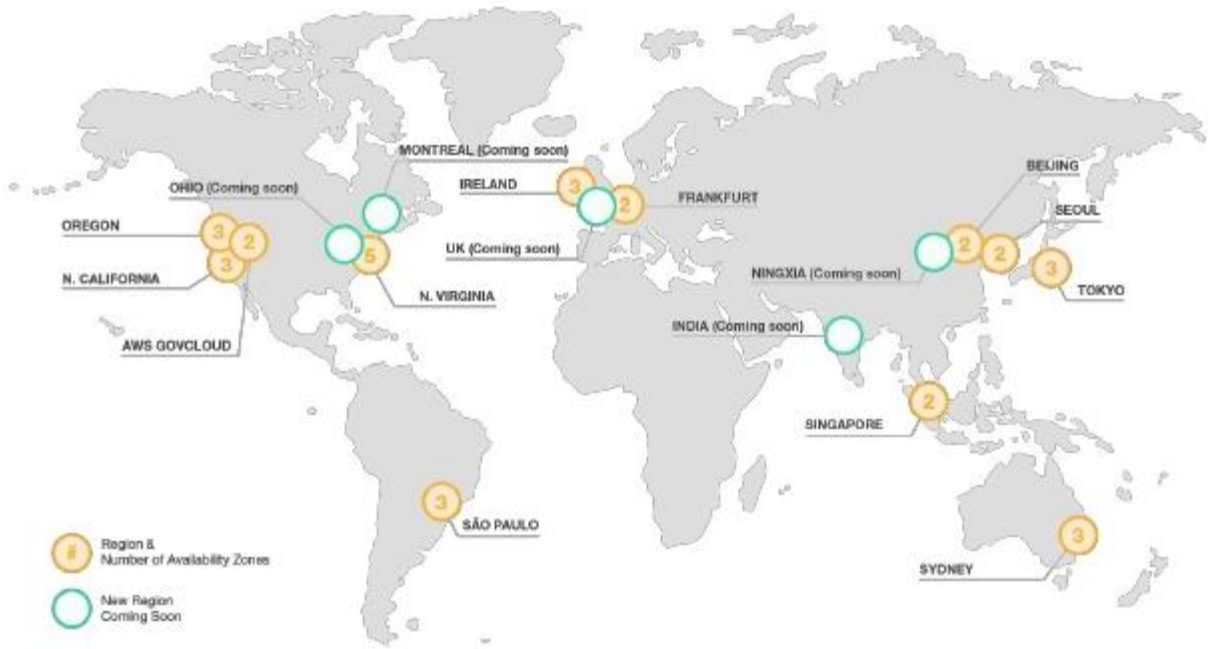 MONTREAL (Coming soon)
OHIO (Coming soon)
IRELAND
3
2
FRANKFURT
BEIJING
SEOUL
OREGON
3
2
3
N. CALIFORNIA
5
N. VIRGINIA
AWS GOVCLOUD
UK (Coming soon)
NINGXIA (Coming soon)
2
2
3
TOKYO
INDIA (Coming soon)
2
SINGAPORE
3
SÃO PAULO
3
SYDNEY
# Region &
Number of Availability Zones
New Region
Coming Soon